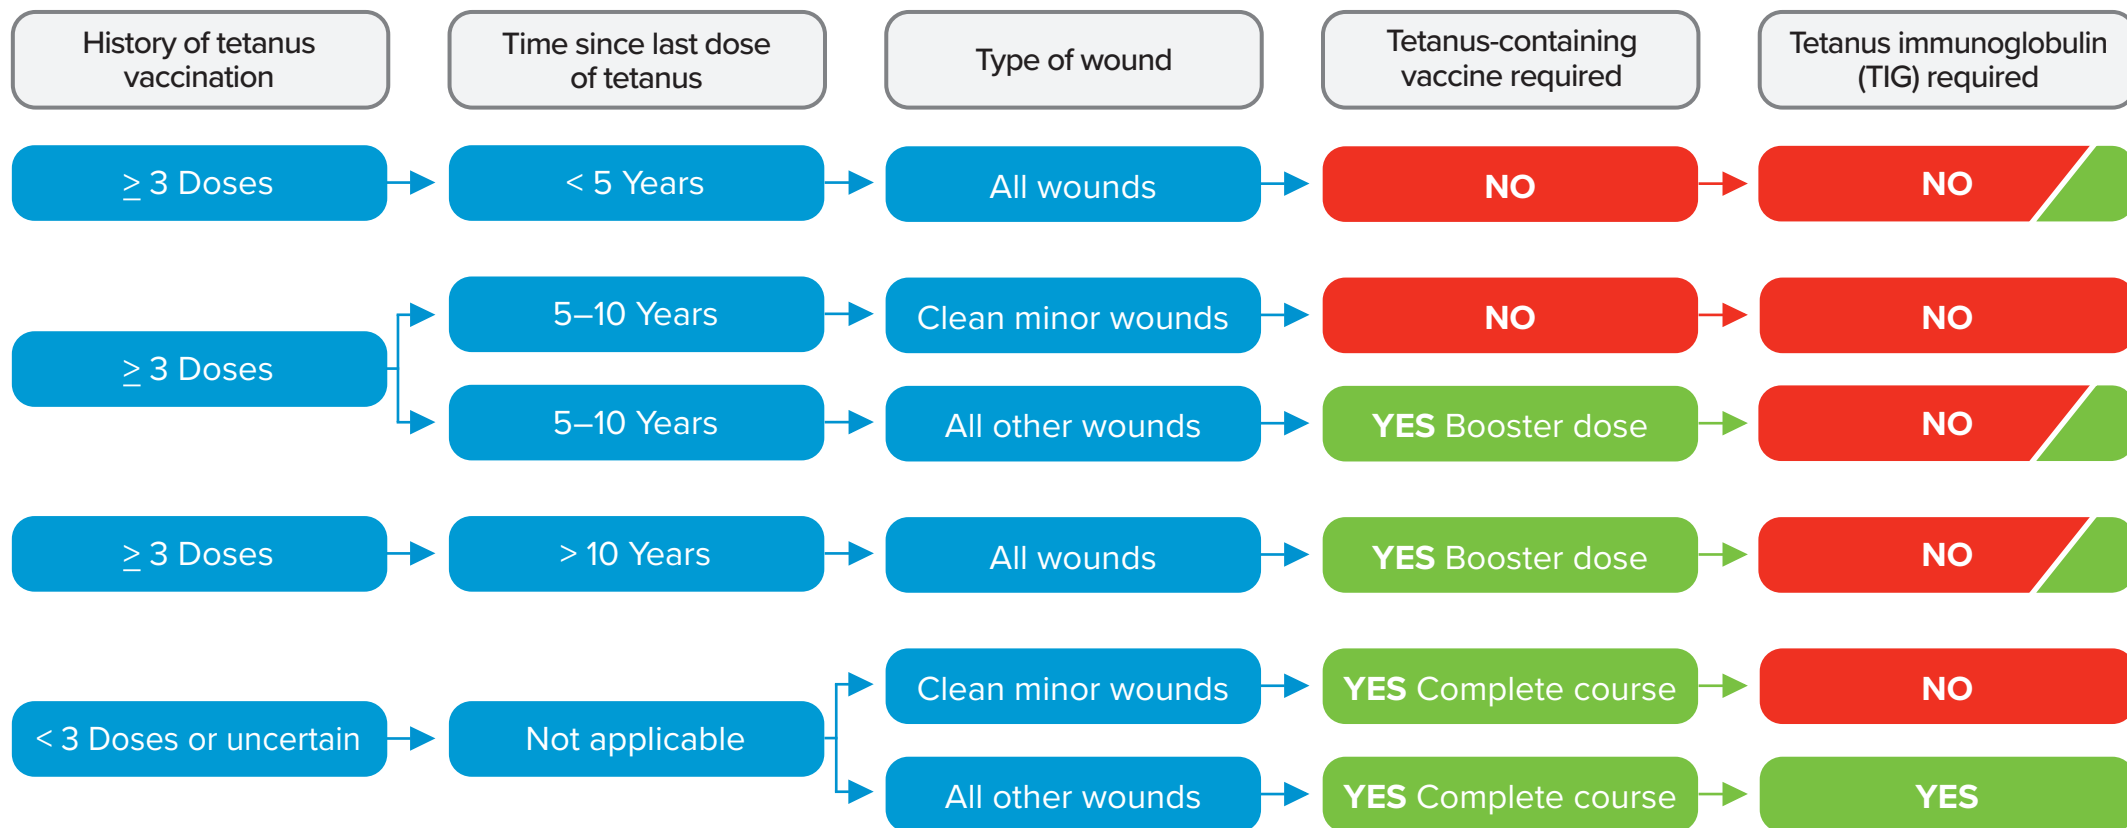 History of tetanus
vaccination
Time since last dose
of tetanus
Type of wound
Tetanus-containing
vaccine required
Tetanus immunoglobulin
(TIG) required
≥ 3 Doses
< 5 Years
All wounds
NO
NO
≥ 3 Doses
5–10 Years
Clean minor wounds
NO
NO
5–10 Years
All other wounds
YES Booster dose
NO
≥ 3 Doses
> 10 Years
All wounds
YES Booster dose
NO
< 3 Doses or uncertain
Not applicable
Clean minor wounds
YES Complete course
NO
All other wounds
YES Complete course
YES